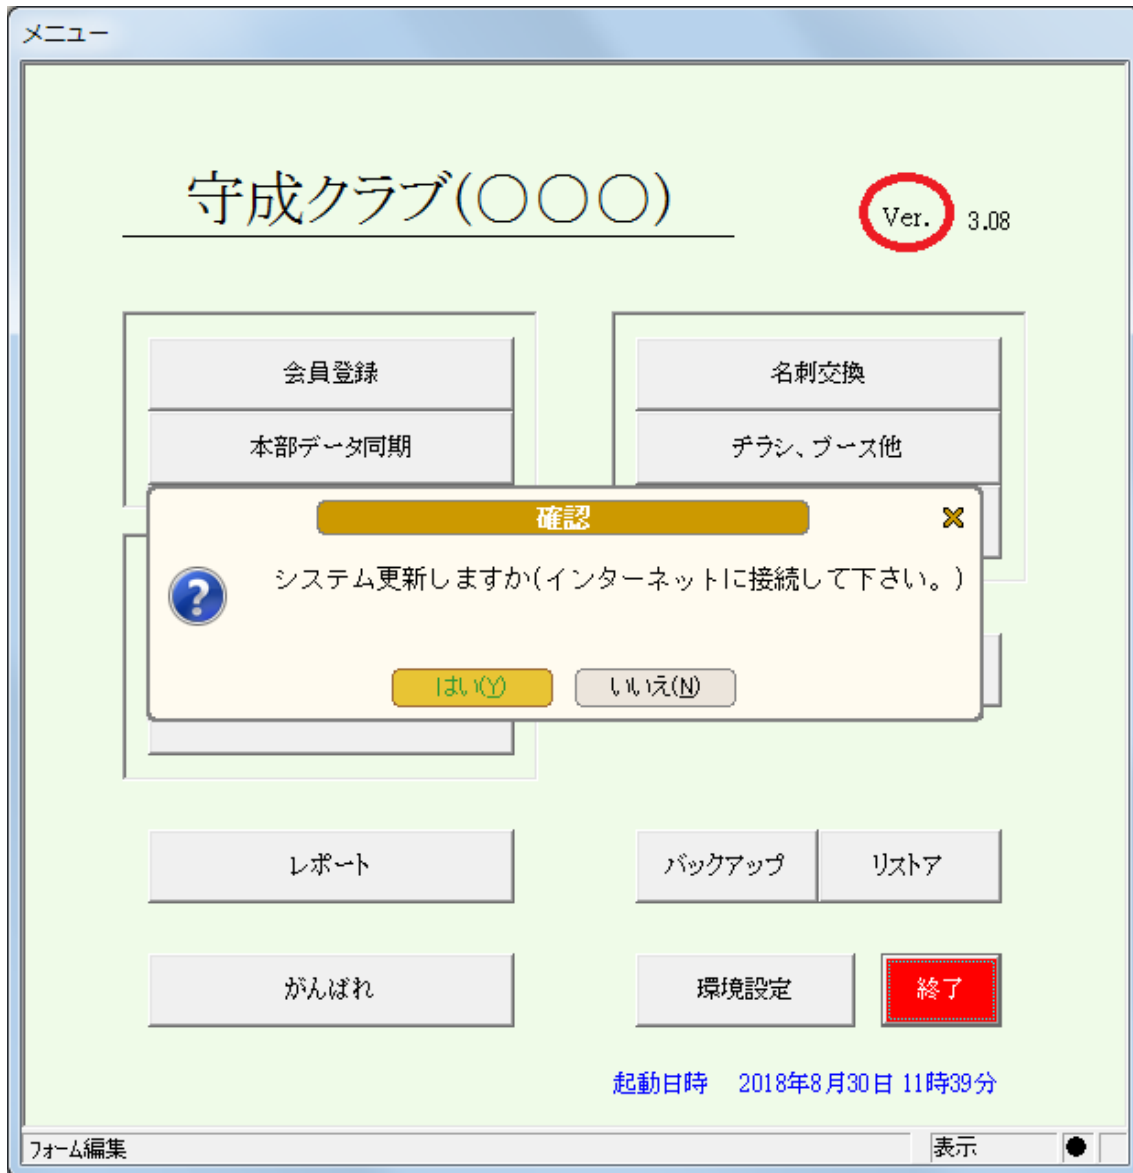 メニュー
守成クラブ(〇〇〇)
Ver. 3.08
会員登録
名刺交換
本部データ同期
チラシ、ブース他
確認
システム更新しますか(インターネットに接続して下さい。)
はい(Y)
いいえ(N)
レポート
バックアップ
リストア
がんばれ
環境設定
終了
起動日時 2018年8月30日 11時39分
フォーム編集
表示